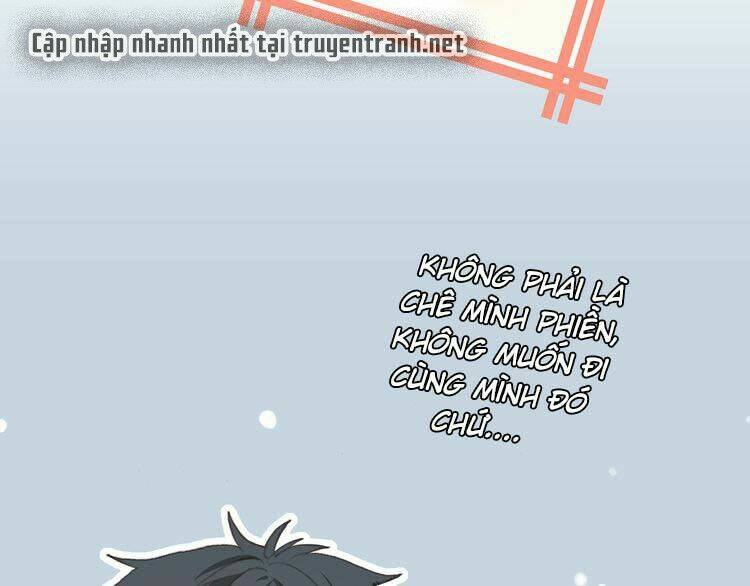 Cập nhập nhanh nhất tại truyentranh.net
KHÔNG PHẢI LÀ
CHÊ MÌNH PHIỀN,
KHÔNG MUỐN ĐI
CÙNG MÌNH ĐÓ
CHỨ....